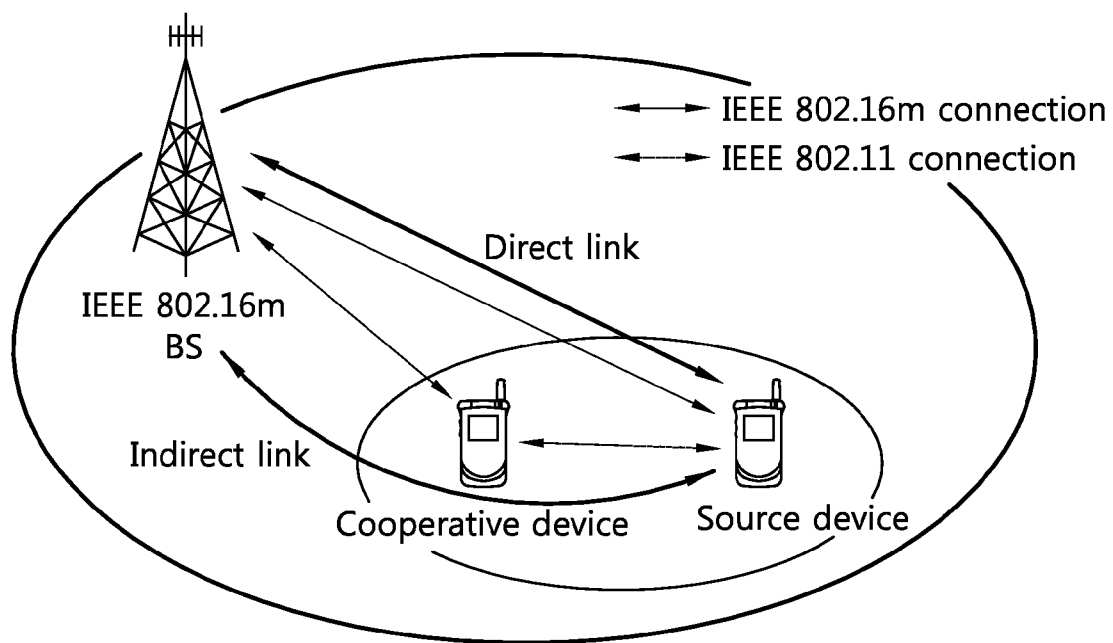 IEEE 802.16m connection
IEEE 802.11 connection
Direct link
IEEE 802.16m
BS
Indirect link
Cooperative device
Source device